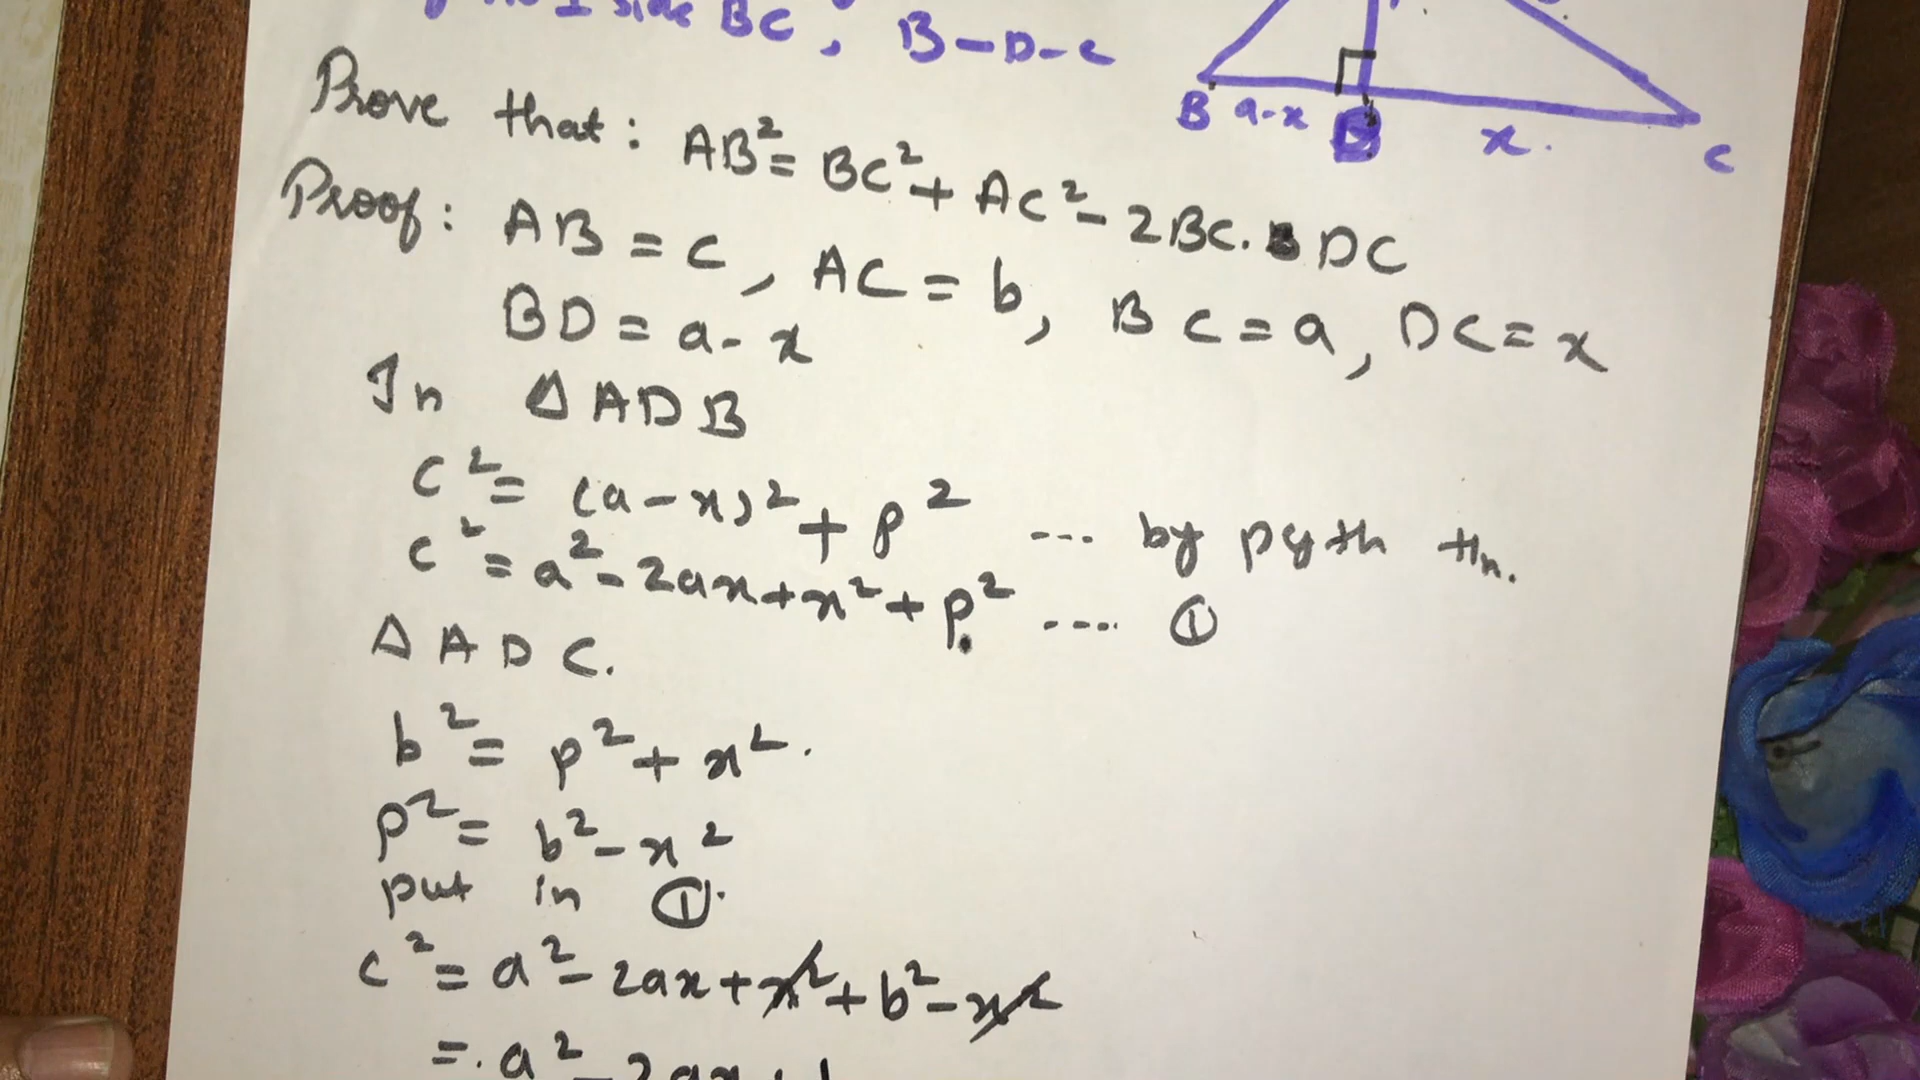 side BC, B-D-C
B a-x D x. C
Prove that: AB²= BC²+ AC²- 2BC. DC
Proof: AB = c, AC = b, BC = a, DC = x
BD = a - x
In △ADB
c²= (a-x)²+ p² --- by pyth th.
c²= a²- 2ax+x²+ p² .... ①
△ ADC.
b²= p²+ x².
p²= b²- x²
put in ①.
c²= a²- 2ax+x²+b²-x²
=. a²- 2ax +